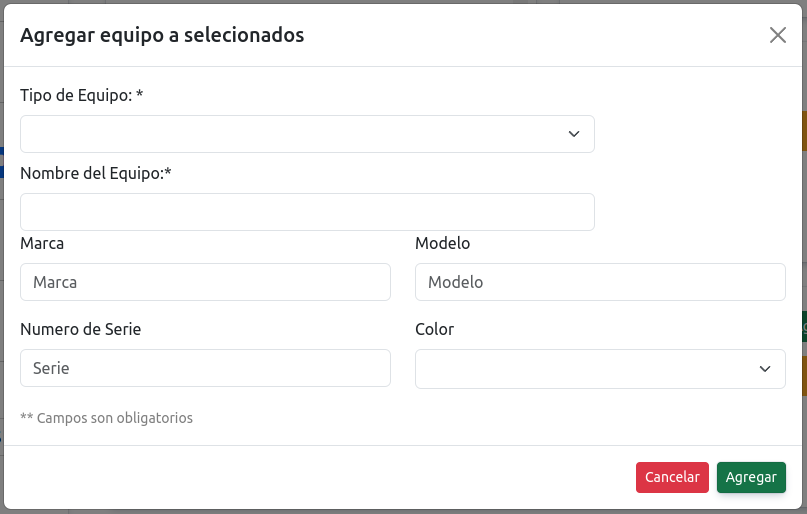 Agregar equipo a selecionados
Tipo de Equipo: *
Nombre del Equipo:*
Marca
Modelo
Marca
Modelo
Numero de Serie
Color
Serie
** Campos son obligatorios
Cancelar
Agregar